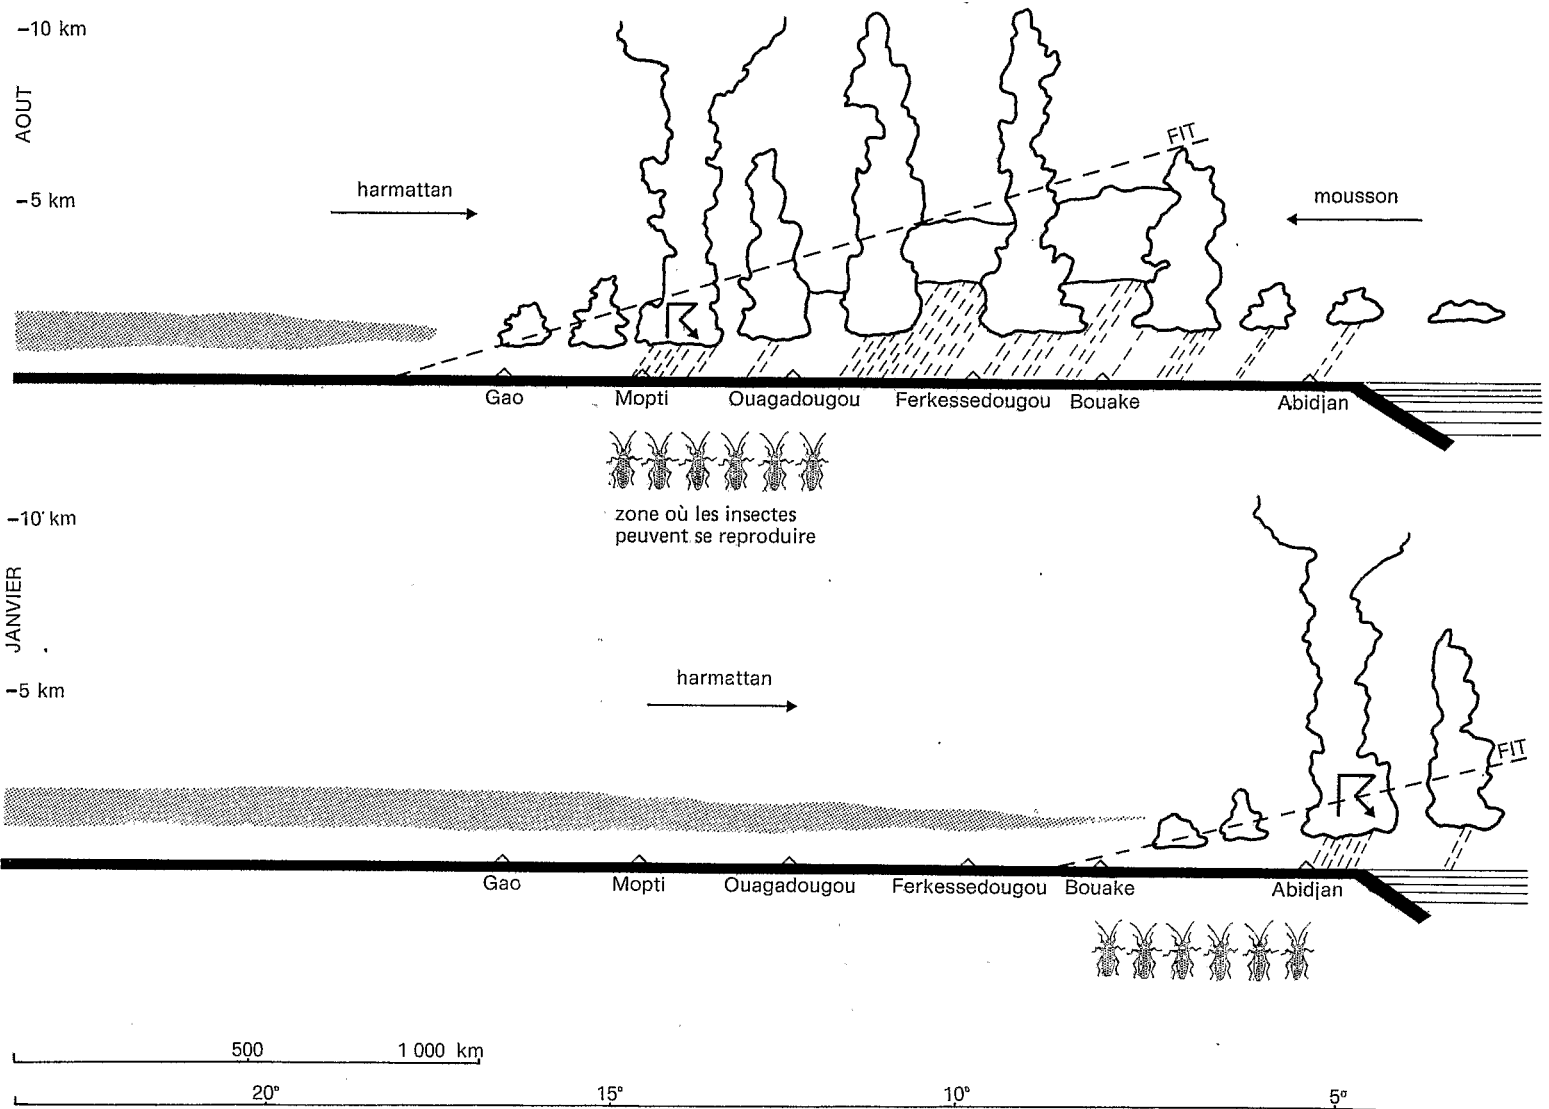 −10 km
AOUT
FIT
harmattan
−5 km
mousson
Gao
Mopti
Ouagadougou
Ferkessedougou
Bouake
Abidjan
zone où les insectes
peuvent se reproduire
−10 km
JANVIER
harmattan
−5 km
FIT
Gao
Mopti
Ouagadougou
Ferkessedougou
Bouake
Abidjan
500
1 000 km
20°
15°
10°
5°